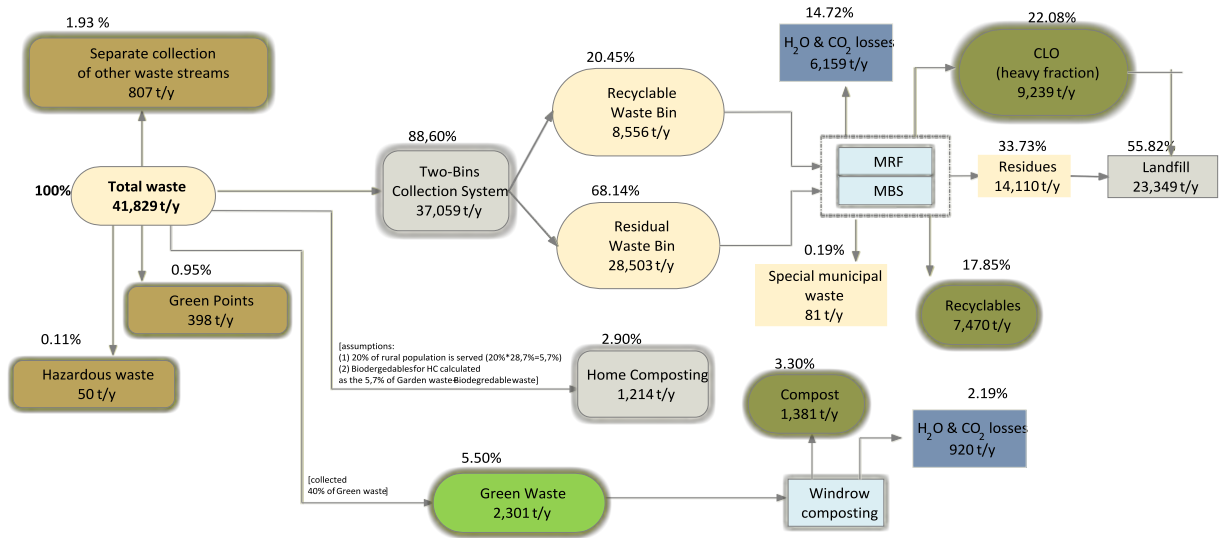 1.93 %
Separate collection
of other waste streams
807 t/y
100%
Total waste
41,829 t/y
0.95%
Green Points
398 t/y
0.11%
Hazardous waste
50 t/y
88,60%
Two-Bins
Collection System
37,059 t/y
20.45%
Recyclable
Waste Bin
8,556 t/y
68.14%
Residual
Waste Bin
28,503 t/y
14.72%
H2O & CO2 losses
6,159 t/y
22.08%
CLO
(heavy fraction)
9,239 t/y
MRF
MBS
33.73%
Residues
14,110 t/y
55.82%
Landfill
23,349 t/y
0.19%
Special municipal
waste
81 t/y
17.85%
Recyclables
7,470 t/y
[assumptions:
(1) 20% of rural population is served (20%*28,7%=5,7%)
(2) Biodergedablesfor HC calculated
as the 5,7% of Garden waste+Biodegredablewaste]
2.90%
Home Composting
1,214 t/y
[collected
40% of Green waste]
5.50%
Green Waste
2,301 t/y
3.30%
Compost
1,381 t/y
2.19%
H2O & CO2 losses
920 t/y
Windrow
composting